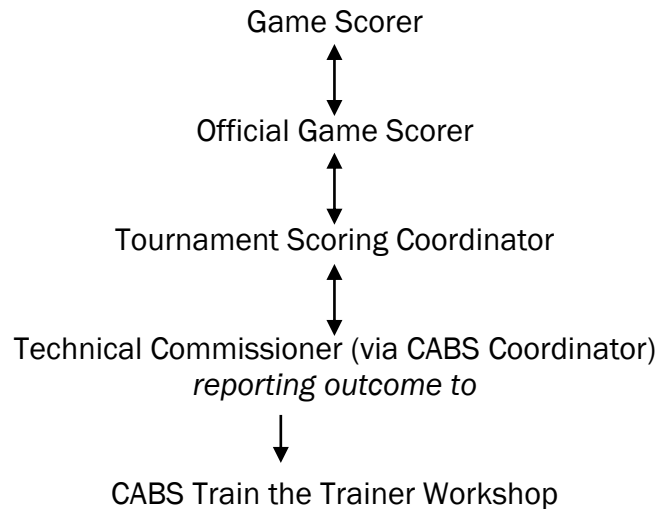 Game Scorer
Official Game Scorer
Tournament Scoring Coordinator
Technical Commissioner (via CABS Coordinator)
reporting outcome to
CABS Train the Trainer Workshop